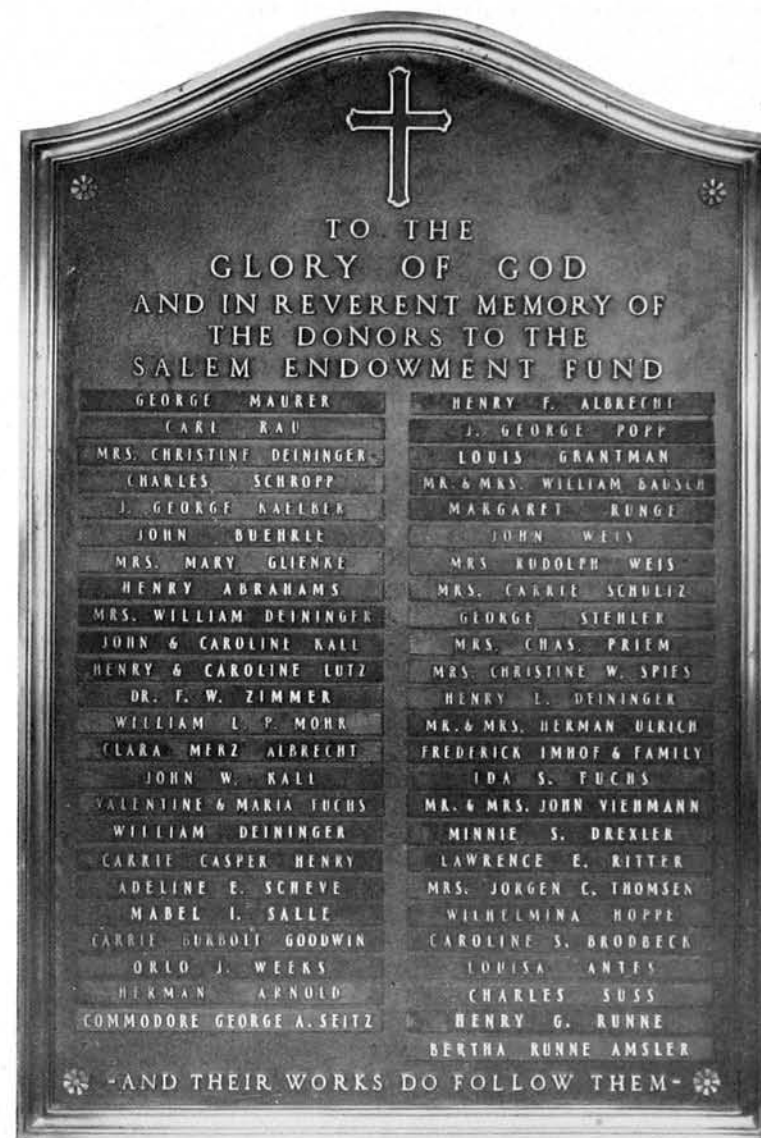 TO THE
GLORY OF GOD
AND IN REVERENT MEMORY OF
THE DONORS TO THE
SALEM ENDOWMENT FUND
GEORGE MAURER
CARL RAU
MRS. CHRISTINE DEININGER
CHARLES SCHROPP
J. GEORGE KAELBER
JOHN BUEHRLE
MRS. MARY GLIENKE
HENRY ABRAHAMS
MRS. WILLIAM DEININGER
JOHN & CAROLINE KALL
HENRY & CAROLINE LUTZ
DR. F. W. ZIMMER
WILLIAM L. P. MOHR
CLARA MERZ ALBRECHT
JOHN W. KALL
VALENTINE & MARIA FUCHS
WILLIAM DEININGER
CARRIE CASPER HENRY
ADELINE E. SCHEVE
MABEL I. SALLE
CARRIE BURBOTT GOODWIN
ORLO J. WEEKS
HERMAN ARNOLD
COMMODORE GEORGE A. SEITZ
HENRY F. ALBRECHT
J. GEORGE POPP
LOUIS GRANTMAN
MR. & MRS. WILLIAM BAUSCH
MARGARET RUNGE
JOHN WEIS
MRS RUDOLPH WEIS
MRS. CARRIE SCHULTZ
GEORGE STEHLER
MRS. CHAS. PRIEM
MRS. CHRISTINE W. SPIES
HENRY L. DEININGER
MR. & MRS. HERMAN ULRICH
FREDERICK IMHOF & FAMILY
IDA S. FUCHS
MR. & MRS. JOHN VIEHMANN
MINNIE S. DREXLER
LAWRENCE E. RITTER
MRS. JORGEN C. THOMSEN
WILHELMINA HOPPE
CAROLINE S. BRODBECK
LOUISA ANTES
CHARLES SUSS
HENRY G. RUNNE
BERTHA RUNNE AMSLER
-AND THEIR WORKS DO FOLLOW THEM-